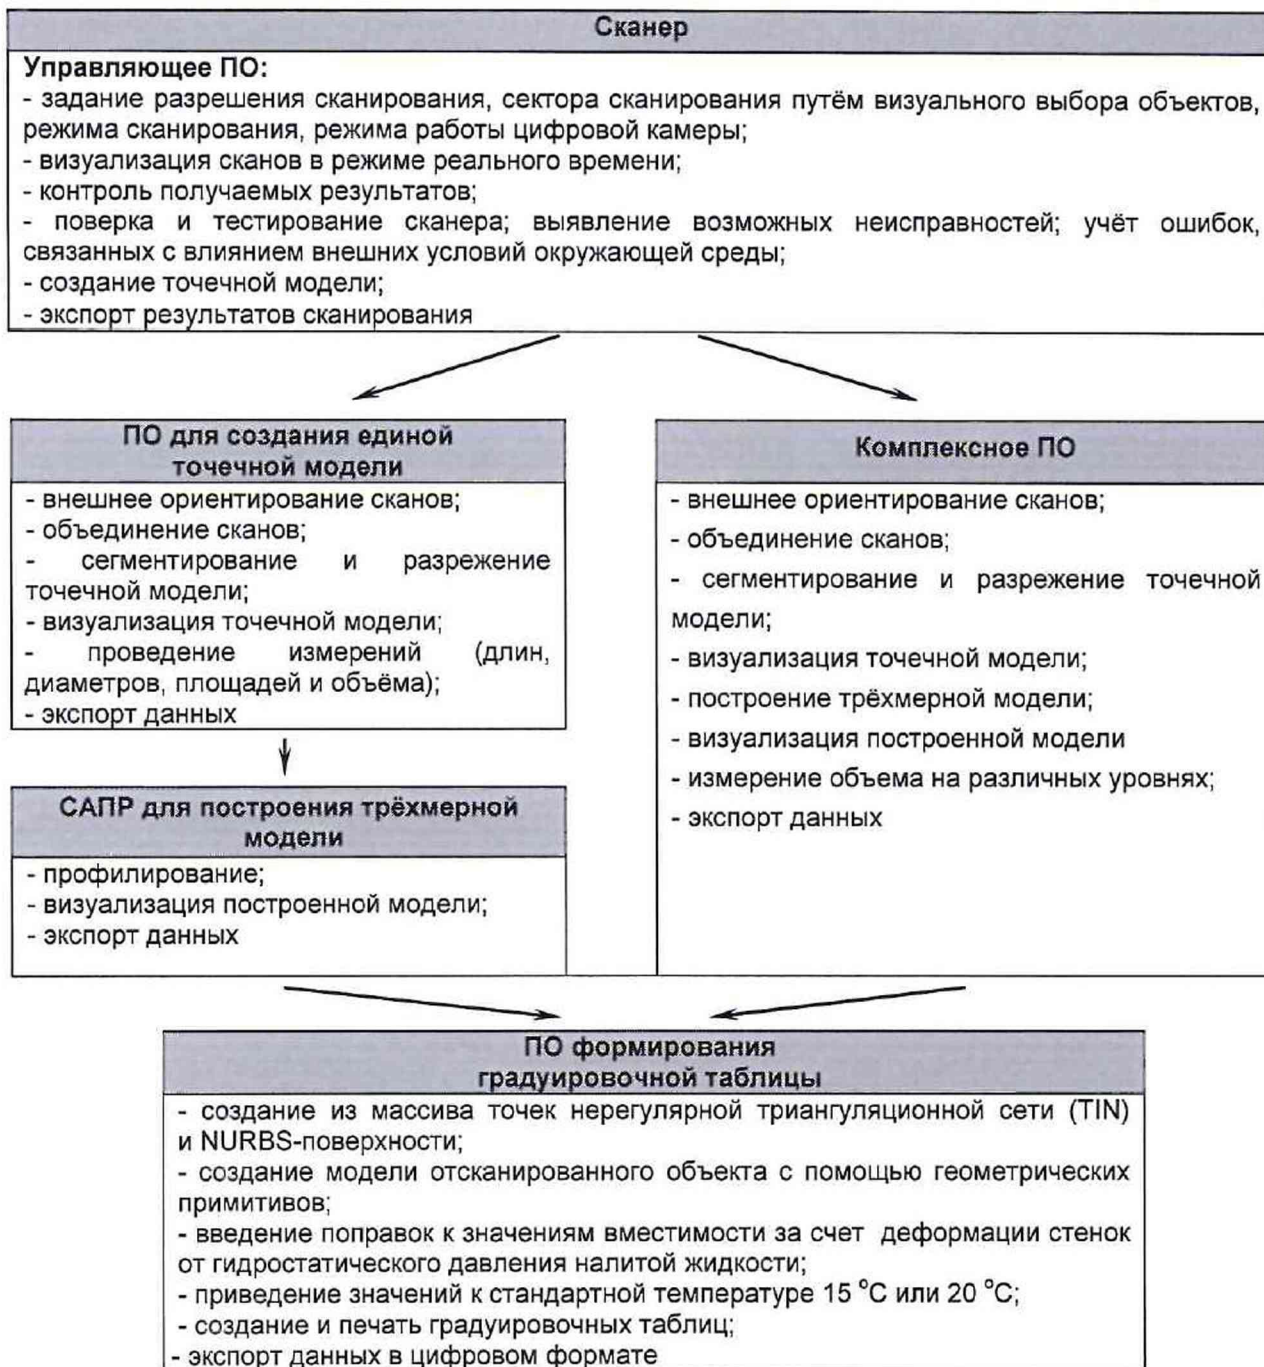 Сканер
Управляющее ПО:
- задание разрешения сканирования, сектора сканирования путём визуального выбора объектов,
режима сканирования, режима работы цифровой камеры;
- визуализация сканов в режиме реального времени;
- контроль получаемых результатов;
- поверка и тестирование сканера; выявление возможных неисправностей; учёт ошибок,
связанных с влиянием внешних условий окружающей среды;
- создание точечной модели;
- экспорт результатов сканирования
ПО для создания единой
точечной модели
- внешнее ориентирование сканов;
- объединение сканов;
- сегментирование и разрежение
точечной модели;
- визуализация точечной модели;
- проведение измерений (длин,
диаметров, площадей и объёма);
- экспорт данных
САПР для построения трёхмерной
модели
- профилирование;
- визуализация построенной модели;
- экспорт данных
Комплексное ПО
- внешнее ориентирование сканов;
- объединение сканов;
- сегментирование и разрежение точечной
модели;
- визуализация точечной модели;
- построение трёхмерной модели;
- визуализация построенной модели
- измерение объема на различных уровнях;
- экспорт данных
ПО формирования
градуировочной таблицы
- создание из массива точек нерегулярной триангуляционной сети (TIN)
и NURBS-поверхности;
- создание модели отсканированного объекта с помощью геометрических
примитивов;
- введение поправок к значениям вместимости за счет деформации стенок
от гидростатического давления налитой жидкости;
- приведение значений к стандартной температуре 15 °С или 20 °С;
- создание и печать градуировочных таблиц;
- экспорт данных в цифровом формате